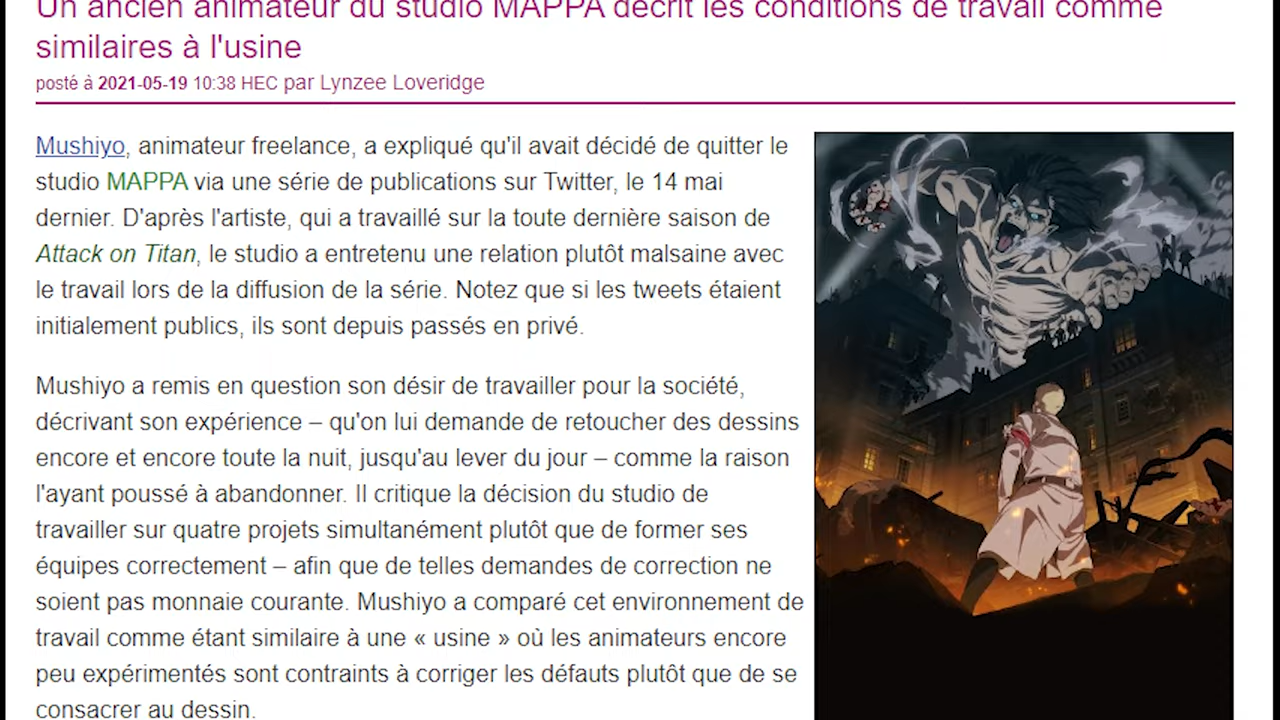 Un ancien animateur du studio MAPPA décrit les conditions de travail comme
similaires à l'usine
posté à 2021-05-19 10:38 HEC par Lynzee Loveridge
Mushiyo, animateur freelance, a expliqué qu'il avait décidé de quitter le
studio MAPPA via une série de publications sur Twitter, le 14 mai
dernier. D'après l'artiste, qui a travaillé sur la toute dernière saison de
Attack on Titan, le studio a entretenu une relation plutôt malsaine avec
le travail lors de la diffusion de la série. Notez que si les tweets étaient
initialement publics, ils sont depuis passés en privé.
Mushiyo a remis en question son désir de travailler pour la société,
décrivant son expérience – qu'on lui demande de retoucher des dessins
encore et encore toute la nuit, jusqu'au lever du jour – comme la raison
l'ayant poussé à abandonner. Il critique la décision du studio de
travailler sur quatre projets simultanément plutôt que de former ses
équipes correctement – afin que de telles demandes de correction ne
soient pas monnaie courante. Mushiyo a comparé cet environnement de
travail comme étant similaire à une « usine » où les animateurs encore
peu expérimentés sont contraints à corriger les défauts plutôt que de se
consacrer au dessin.